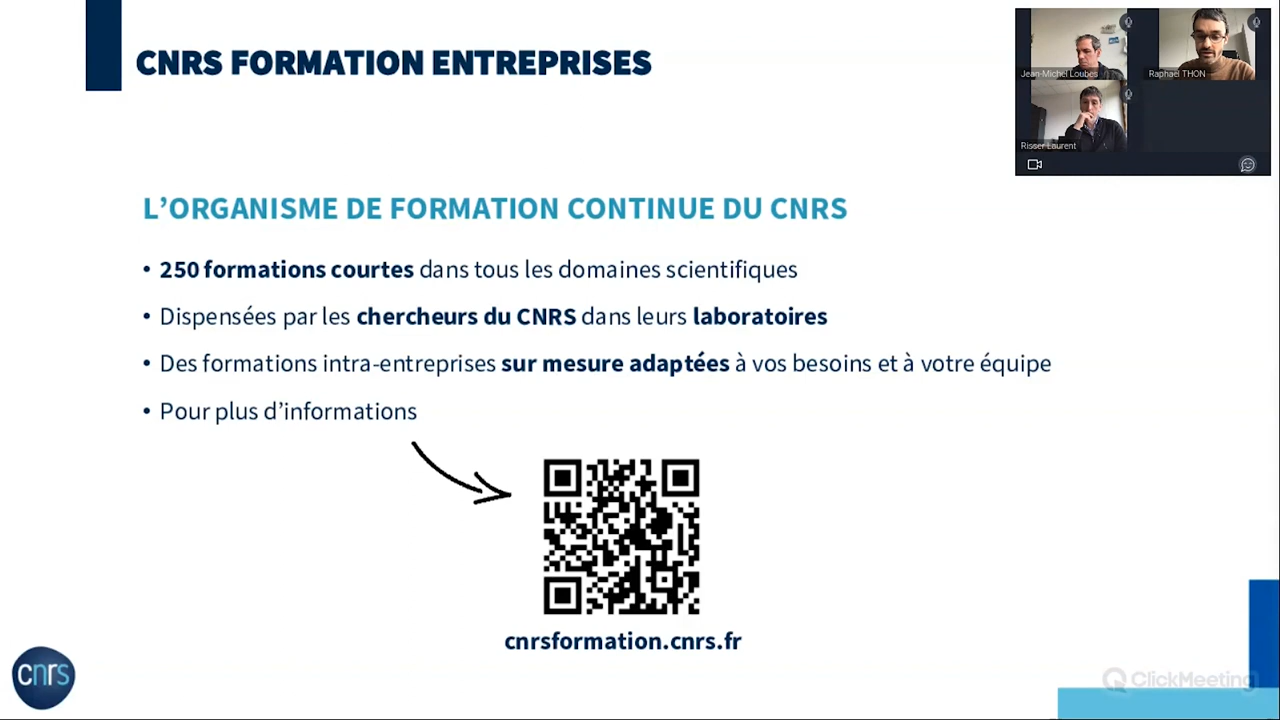 CNRS FORMATION ENTREPRISES
Jean-Michel Loubes
Raphaël THON
Risser Laurent
L’ORGANISME DE FORMATION CONTINUE DU CNRS
• 250 formations courtes dans tous les domaines scientifiques
• Dispensées par les chercheurs du CNRS dans leurs laboratoires
• Des formations intra-entreprises sur mesure adaptées à vos besoins et à votre équipe
• Pour plus d’informations
cnrsformation.cnrs.fr
cnrs
ClickMeeting